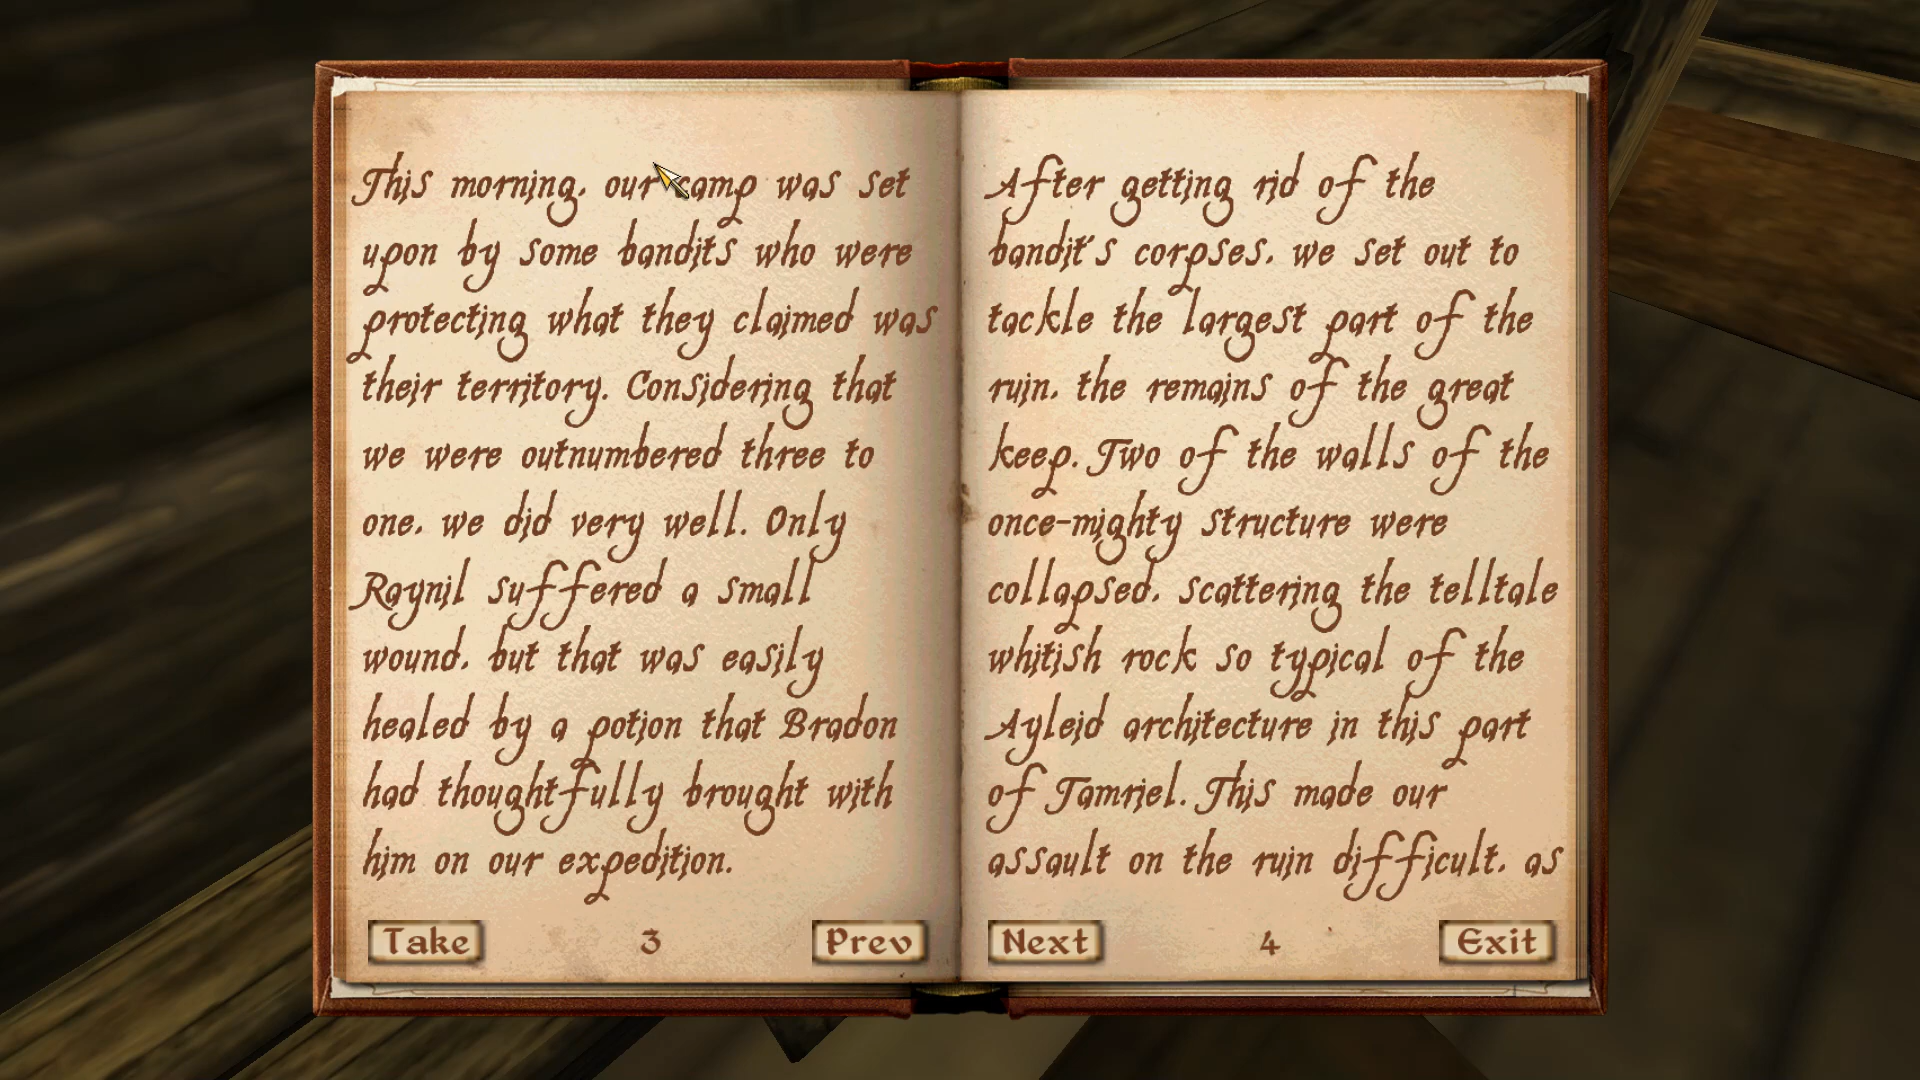 This morning, our camp was set
upon by some bandits who were
protecting what they claimed was
their territory. Considering that
we were outnumbered three to
one, we did very well. Only
Raynil suffered a small
wound, but that was easily
healed by a potion that Bradon
had thoughtfully brought with
him on our expedition.
Take
3
Prev
After getting rid of the
bandit's corpses, we set out to
tackle the largest part of the
ruin, the remains of the great
keep. Two of the walls of the
once-mighty structure were
collapsed, scattering the telltale
whitish rock so typical of the
Ayleid architecture in this part
of Tamriel. This made our
assault on the ruin difficult, as
Next
4
Exit